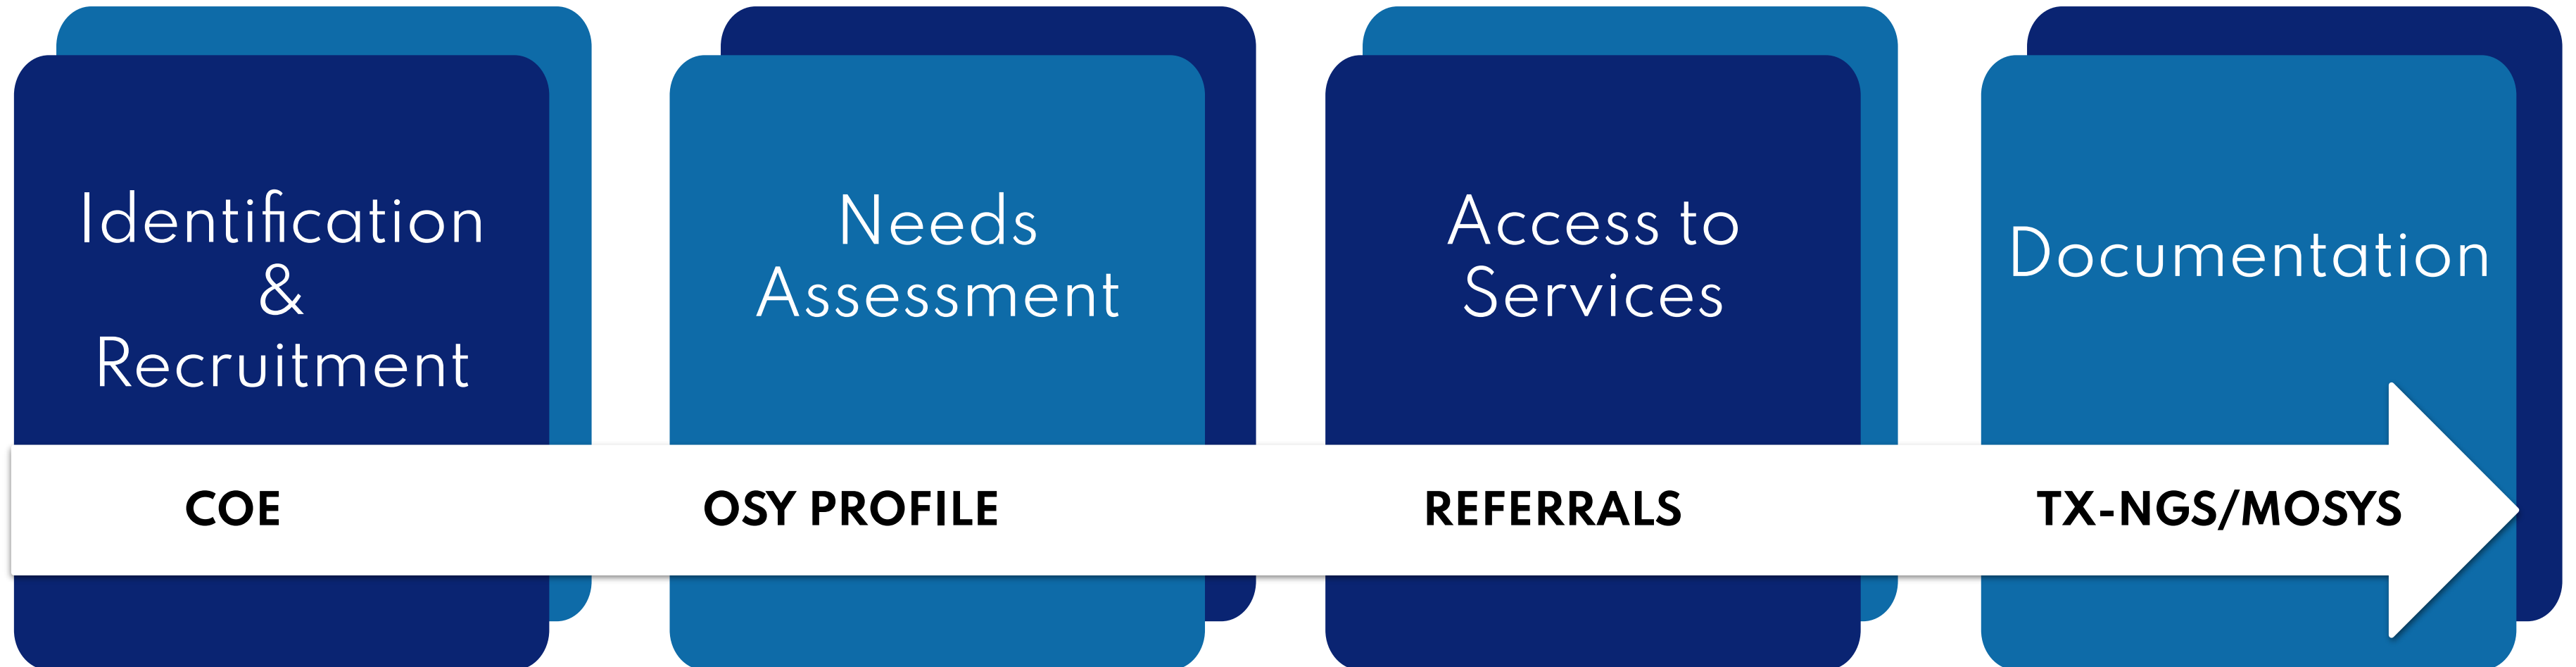 Identification
&
Recruitment
Needs
Assessment
Access to
Services
Documentation
COE
OSY PROFILE
REFERRALS
TX-NGS/MOSYS